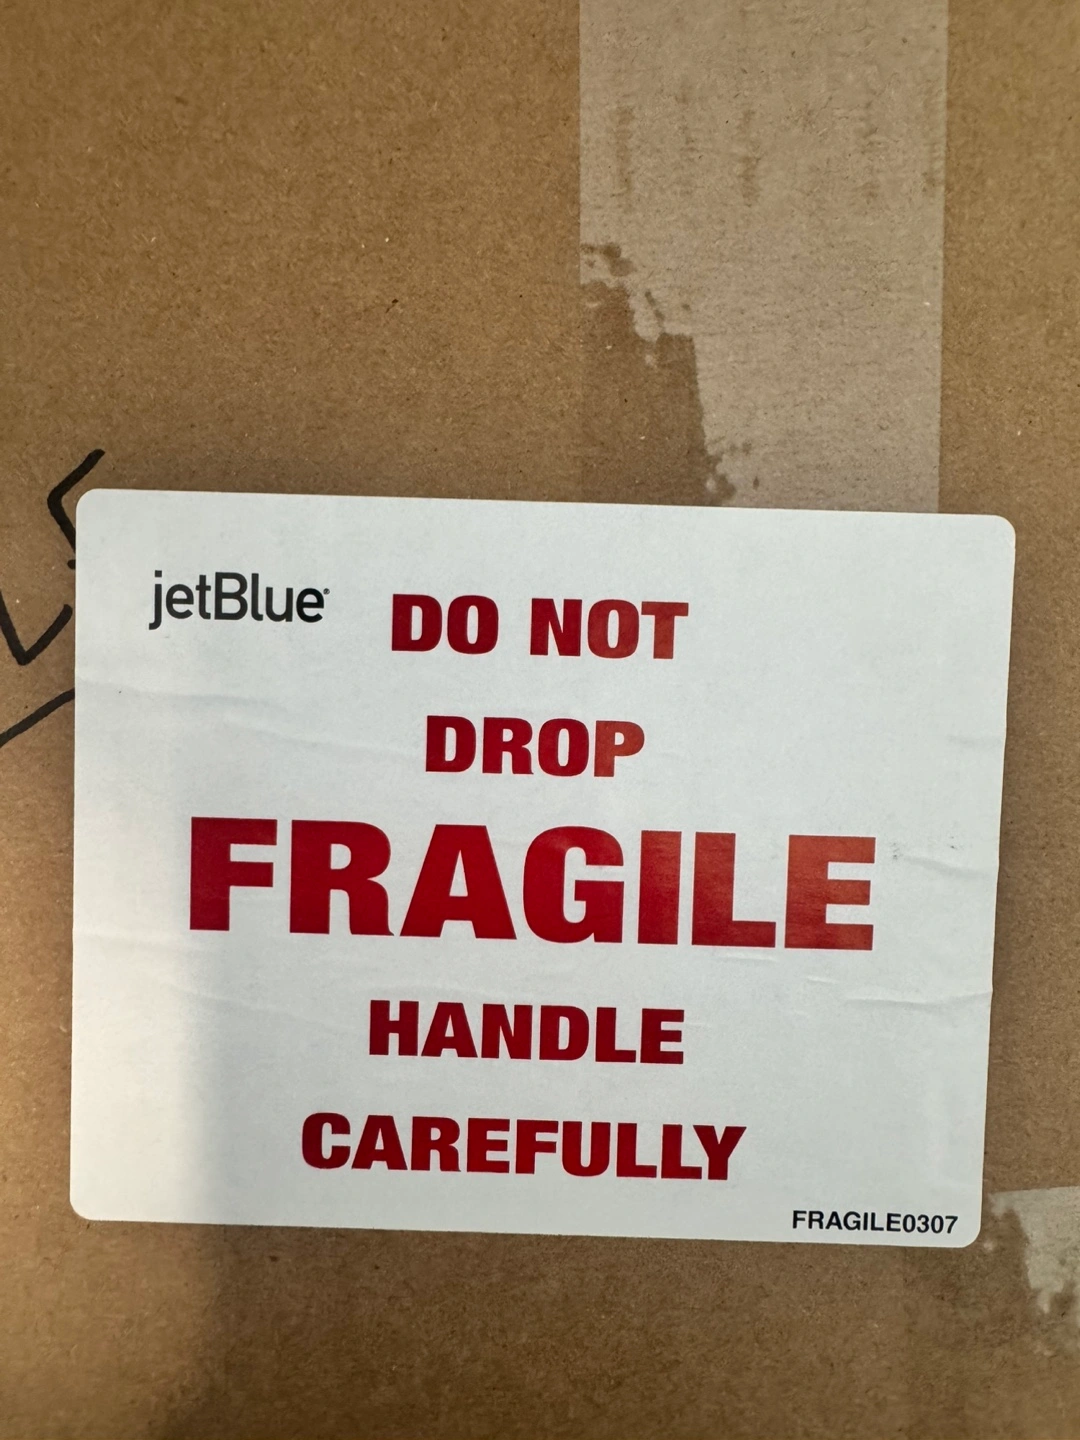 jetBlue
DO NOT
DROP
FRAGILE
HANDLE
CAREFULLY
FRAGILE0307